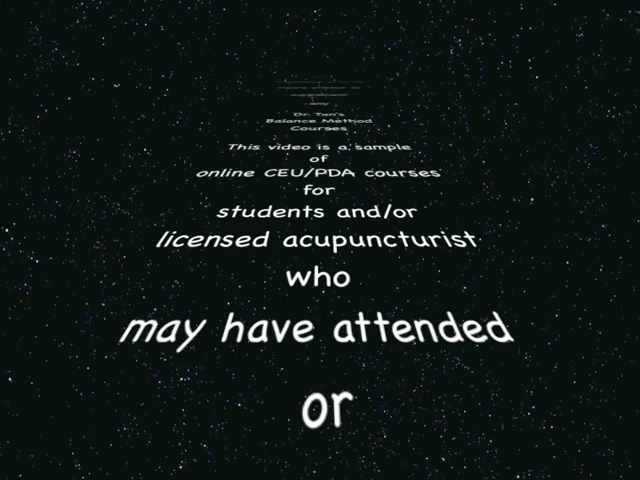 Dr. Tan's
Balance Method
Courses
This video is a sample
of
online CEU/PDA courses
for
students and/or
licensed acupuncturist
who
may have attended
or